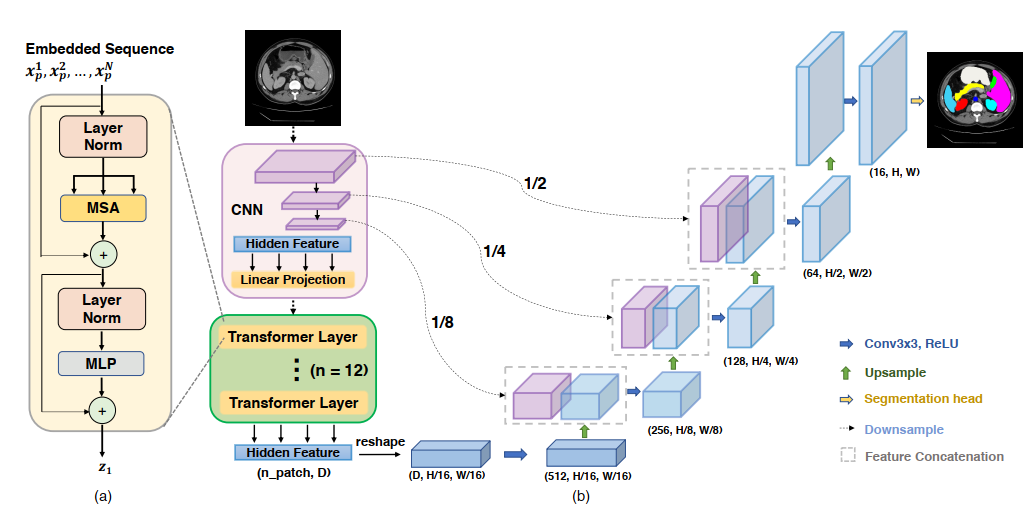 Embedded Sequence
x_p^1, x_p^2, ..., x_p^N
Layer
Norm
MSA
+
Layer
Norm
MLP
+
z_1
(a)
CNN
Hidden Feature
Linear Projection
Transformer Layer
(n = 12)
Transformer Layer
Hidden Feature
(n_patch, D)
reshape
(D, H/16, W/16)
(512, H/16, W/16)
(b)
1/2
1/4
1/8
(256, H/8, W/8)
(128, H/4, W/4)
(64, H/2, W/2)
(16, H, W)
Conv3x3, ReLU
Upsample
Segmentation head
Downsample
Feature Concatenation